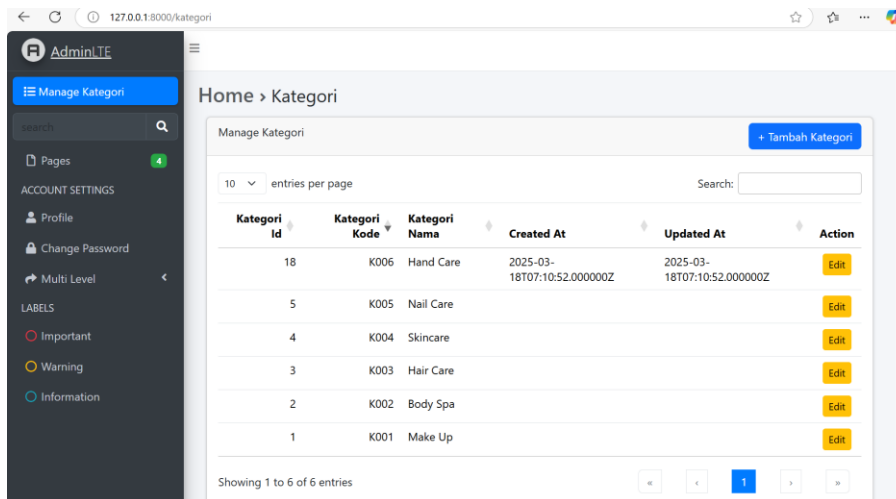 127.0.0.1:8000/kategori
AdminLTE
Manage Kategori
search
Pages 4
ACCOUNT SETTINGS
Profile
Change Password
Multi Level
LABELS
Important
Warning
Information
Home › Kategori
Manage Kategori
+ Tambah Kategori
10 entries per page
Search:
Kategori Id Kategori Kode Kategori Nama Created At Updated At Action
18 K006 Hand Care 2025-03-18T07:10:52.000000Z 2025-03-18T07:10:52.000000Z Edit
5 K005 Nail Care Edit
4 K004 Skincare Edit
3 K003 Hair Care Edit
2 K002 Body Spa Edit
1 K001 Make Up Edit
Showing 1 to 6 of 6 entries
« ‹ 1 › »